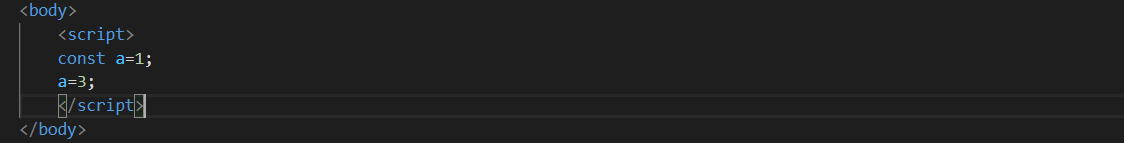 <body>
<script>
const a=1;
a=3;
</script>
</body>